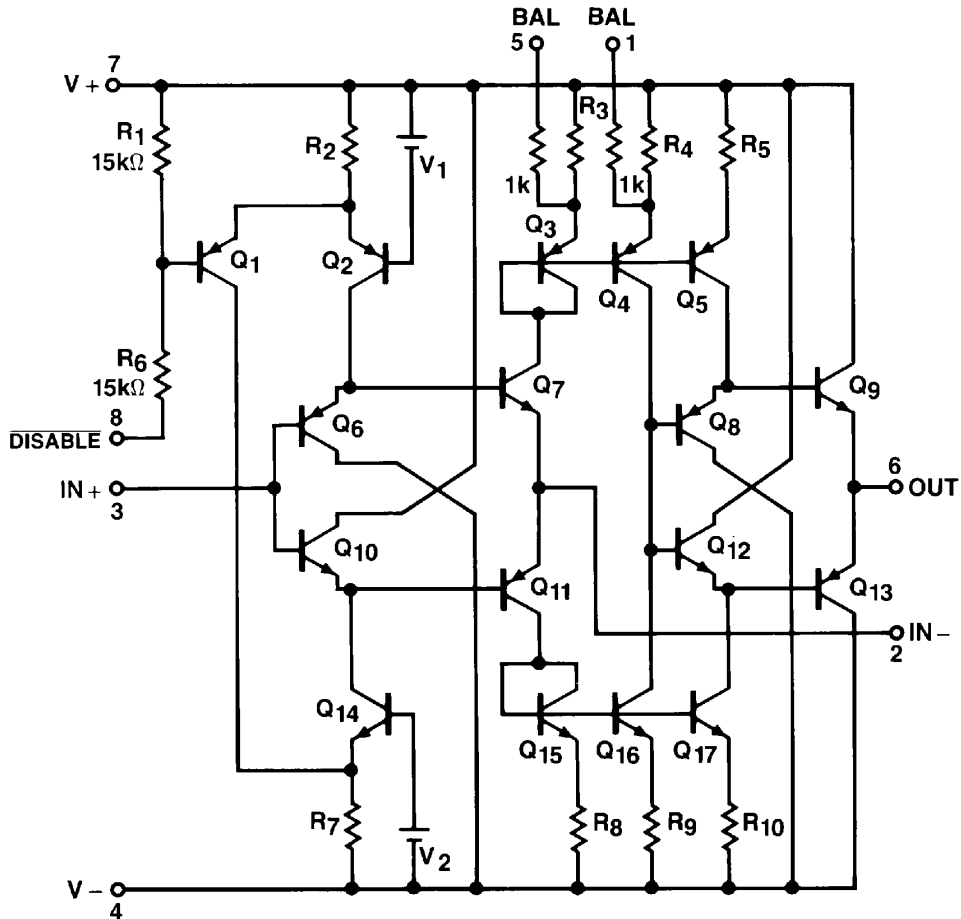 BAL BAL
5 1
7
V+
R1
15kΩ
R2
V1
R3
1k
R4
1k
R5
Q1
Q2
Q3
Q4
Q5
R6
15kΩ
8
DISABLE
Q6
Q7
Q8
Q9
IN+
3
6
OUT
Q10
Q11
Q12
Q13
IN–
2
Q14
Q15
Q16
Q17
R7
V2
R8
R9
R10
V–
4